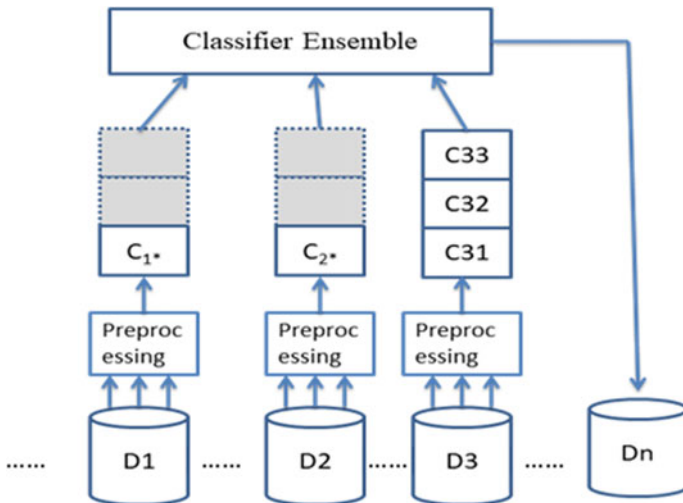 Classifier Ensemble
C33
C32
C₁* C₂* C31
Preproc Preproc Preproc
essing essing essing
...... D1 ...... D2 ...... D3 ...... Dn